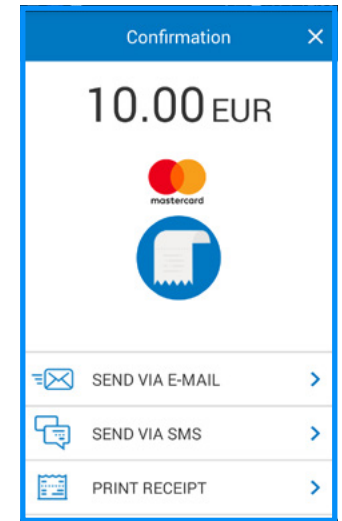 Confirmation
10.00 EUR
mastercard
SEND VIA E-MAIL
SEND VIA SMS
PRINT RECEIPT